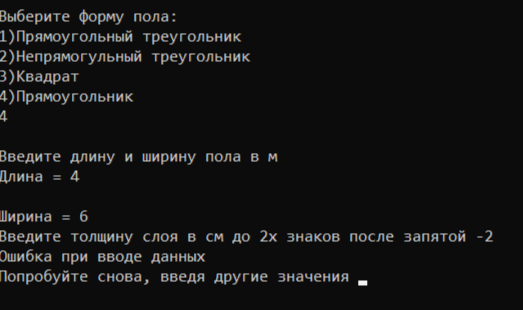 Выберите форму пола:
1)Прямоугольный треугольник
2)Непрямогульный треугольник
3)Квадрат
4)Прямоугольник
4
Введите длину и ширину пола в м
Длина = 4
Ширина = 6
Введите толщину слоя в см до 2х знаков после запятой -2
Ошибка при вводе данных
Попробуйте снова, введя другие значения